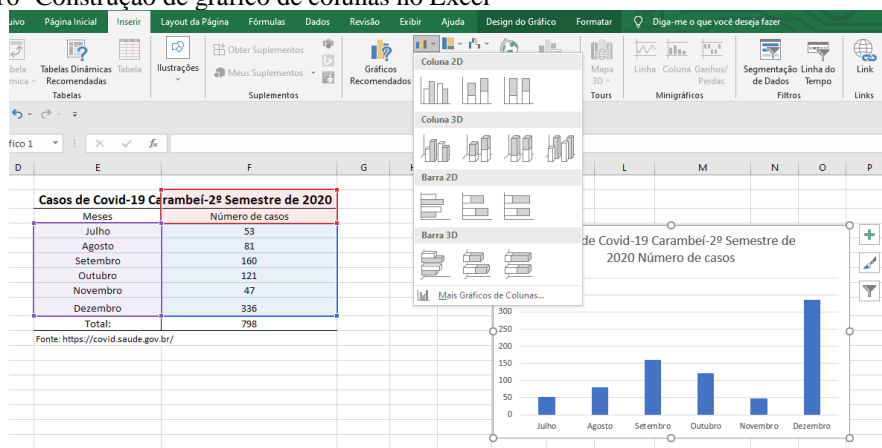 Construção de gráfico de colunas no Excel
Página Inicial Inserir Layout da Página Fórmulas Dados Revisão Exibir Ajuda Design do Gráfico Formatar Diga-me o que você deseja fazer
Tabelas Dinâmicas Recomendadas
Tabela
Tabelas
Ilustrações
Obter Suplementos
Meus Suplementos
Suplementos
Gráficos Recomendados
Mapa 3D
Tours
Linha Coluna Ganhos/Perdas
Minigráficos
Segmentação de Dados
Linha do Tempo
Filtros
Link
Links
Coluna 2D
Coluna 3D
Barra 2D
Barra 3D
Mais Gráficos de Colunas...
fico 1
fx
D E F G L M N O P
Casos de Covid-19 Carambeí-2º Semestre de 2020
Meses Número de casos
Julho 53
Agosto 81
Setembro 160
Outubro 121
Novembro 47
Dezembro 336
Total: 798
Fonte: https://covid.saude.gov.br/
de Covid-19 Carambeí-2º Semestre de
2020 Número de casos
300
250
200
150
100
50
0
Julho Agosto Setembro Outubro Novembro Dezembro